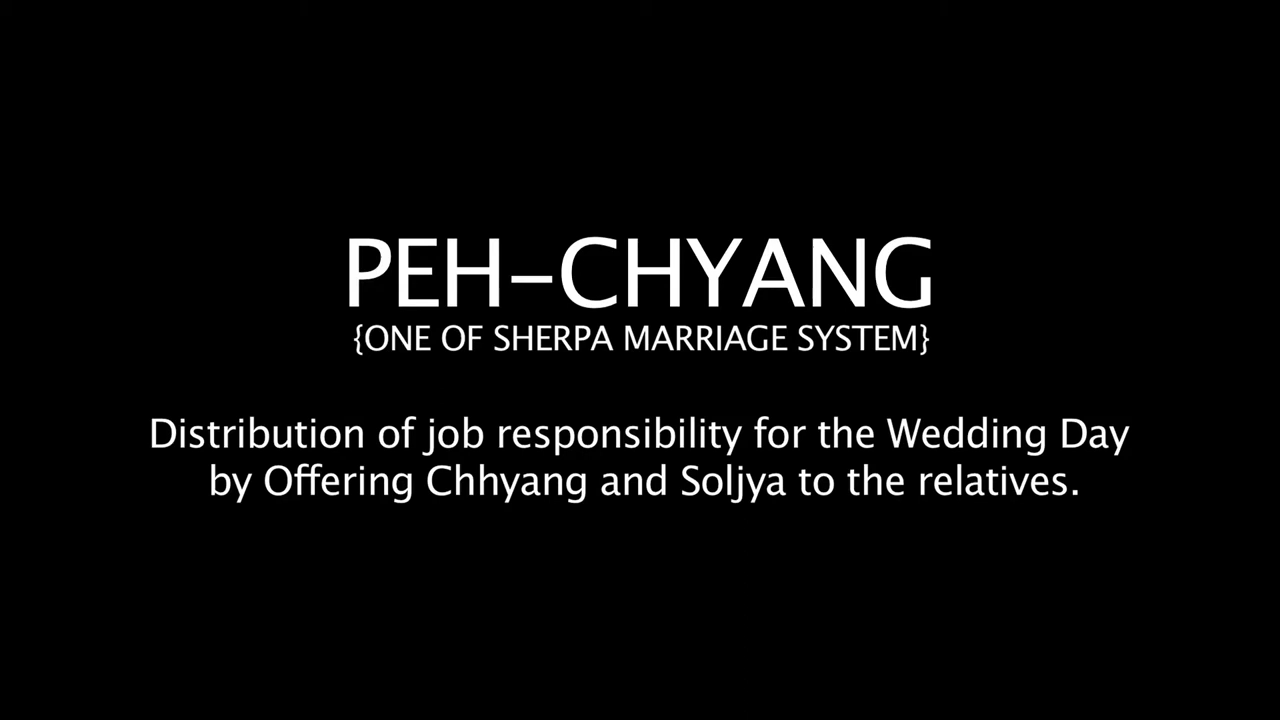 PEH-CHYANG
{ONE OF SHERPA MARRIAGE SYSTEM}
Distribution of job responsibility for the Wedding Day
by Offering Chhyang and Soljya to the relatives.